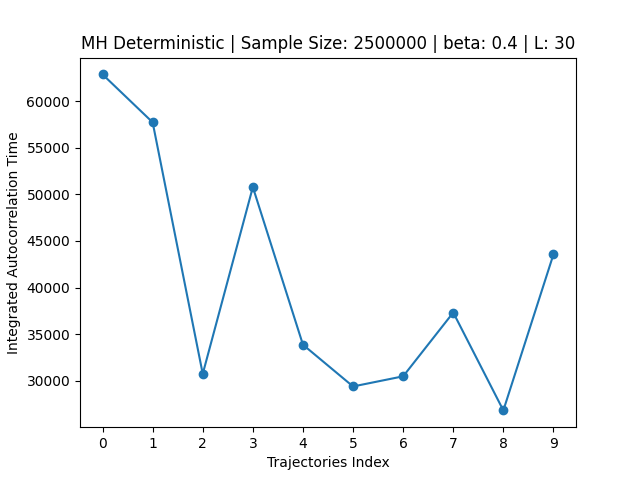 MH Deterministic | Sample Size: 2500000 | beta: 0.4 | L: 30
Integrated Autocorrelation Time
60000
55000
50000
45000
40000
35000
30000
0 1 2 3 4 5 6 7 8 9
Trajectories Index